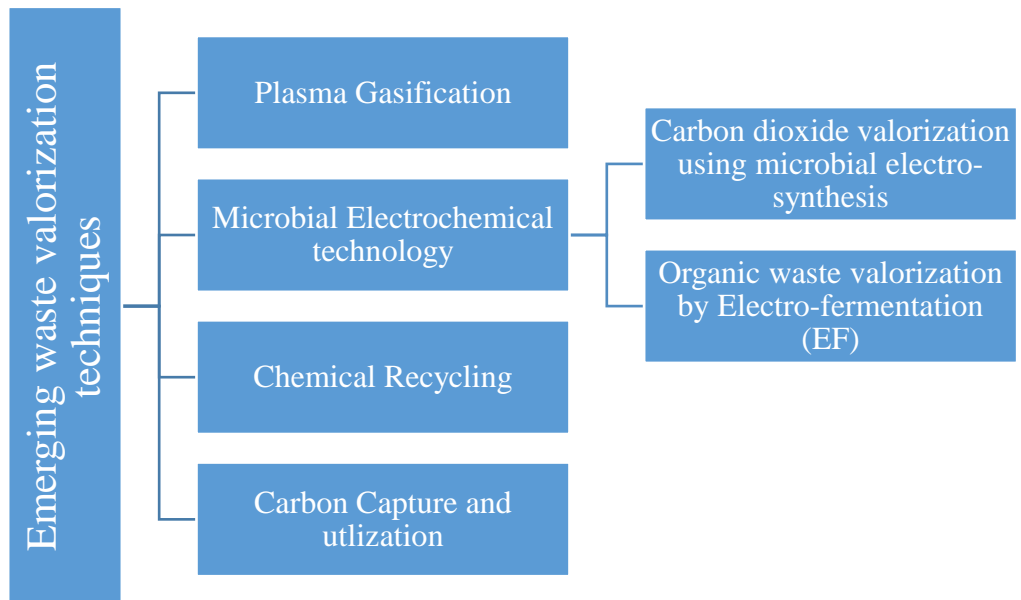 Emerging waste valorization
techniques
Plasma Gasification
Microbial Electrochemical
technology
Carbon dioxide valorization
using microbial electro-
synthesis
Organic waste valorization
by Electro-fermentation
(EF)
Chemical Recycling
Carbon Capture and
utlization